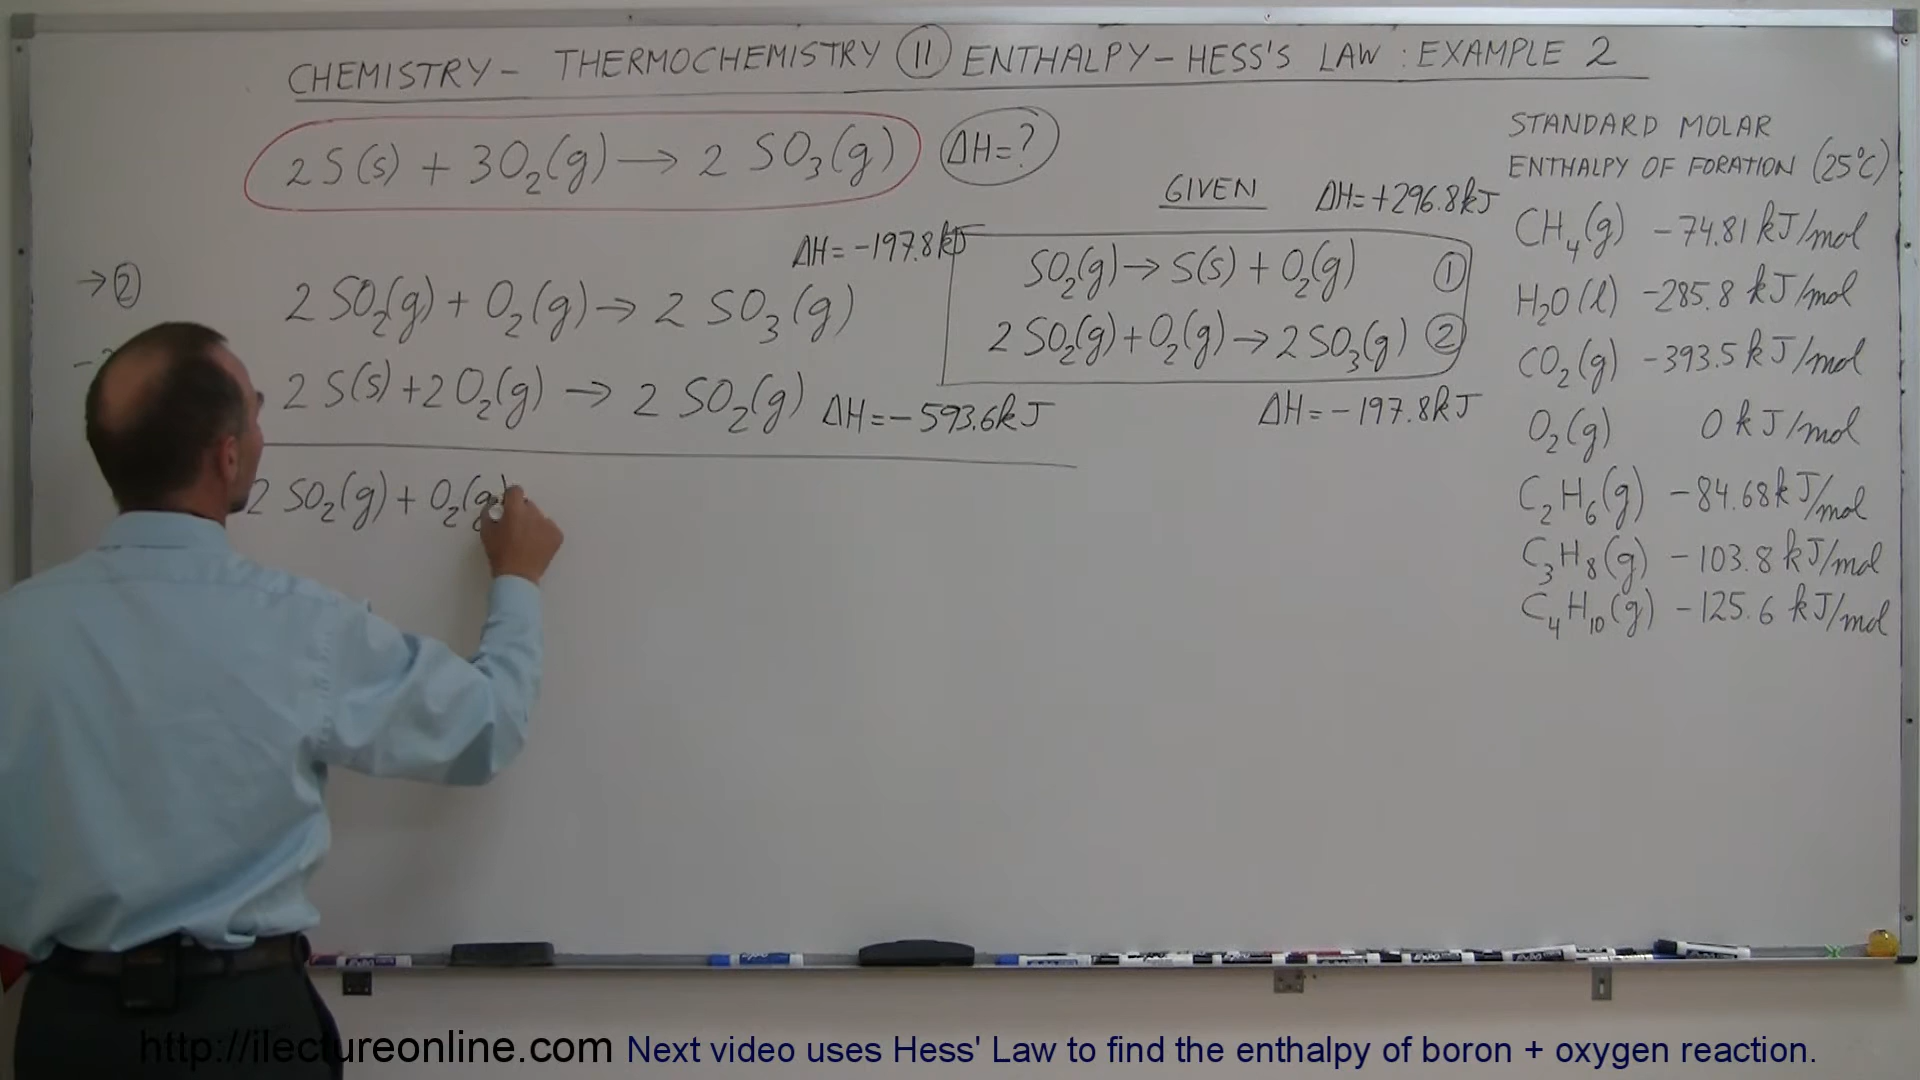 CHEMISTRY - THERMOCHEMISTRY ⑪ ENTHALPY - HESS'S LAW : EXAMPLE 2
2 S(s) + 3O₂(g) → 2 SO₃(g) ΔH=?
GIVEN ΔH=+296.8kJ
SO₂(g) → S(s) + O₂(g) ①
2 SO₂(g) + O₂(g) → 2SO₃(g) ②
ΔH=-197.8kJ
ΔH=-197.8kJ
→ ② 2 SO₂(g) + O₂(g) → 2 SO₃(g)
2 S(s) + 2 O₂(g) → 2 SO₂(g) ΔH=-593.6kJ
2 SO₂(g) + O₂(g)
STANDARD MOLAR
ENTHALPY OF FORATION (25°C)
CH₄(g) -74.81 kJ/mol
H₂O(l) -285.8 kJ/mol
CO₂(g) -393.5 kJ/mol
O₂(g) 0 kJ/mol
C₂H₆(g) -84.68 kJ/mol
C₃H₈(g) -103.8 kJ/mol
C₄H₁₀(g) -125.6 kJ/mol
http://ilectureonline.com Next video uses Hess' Law to find the enthalpy of boron + oxygen reaction.